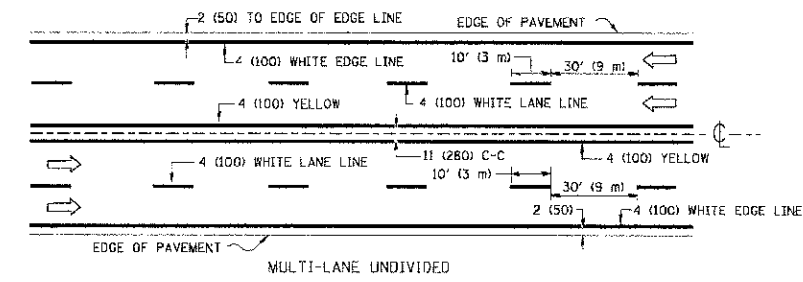 2 (50) TO EDGE OF EDGE LINE
EDGE OF PAVEMENT
4 (100) WHITE EDGE LINE
10' (3 m)
30' (9 m)
4 (100) YELLOW
4 (100) WHITE LANE LINE
℄
4 (100) WHITE LANE LINE
11 (280) C-C
4 (100) YELLOW
10' (3 m)
30' (9 m)
2 (50)
4 (100) WHITE EDGE LINE
EDGE OF PAVEMENT
MULTI-LANE UNDIVIDED